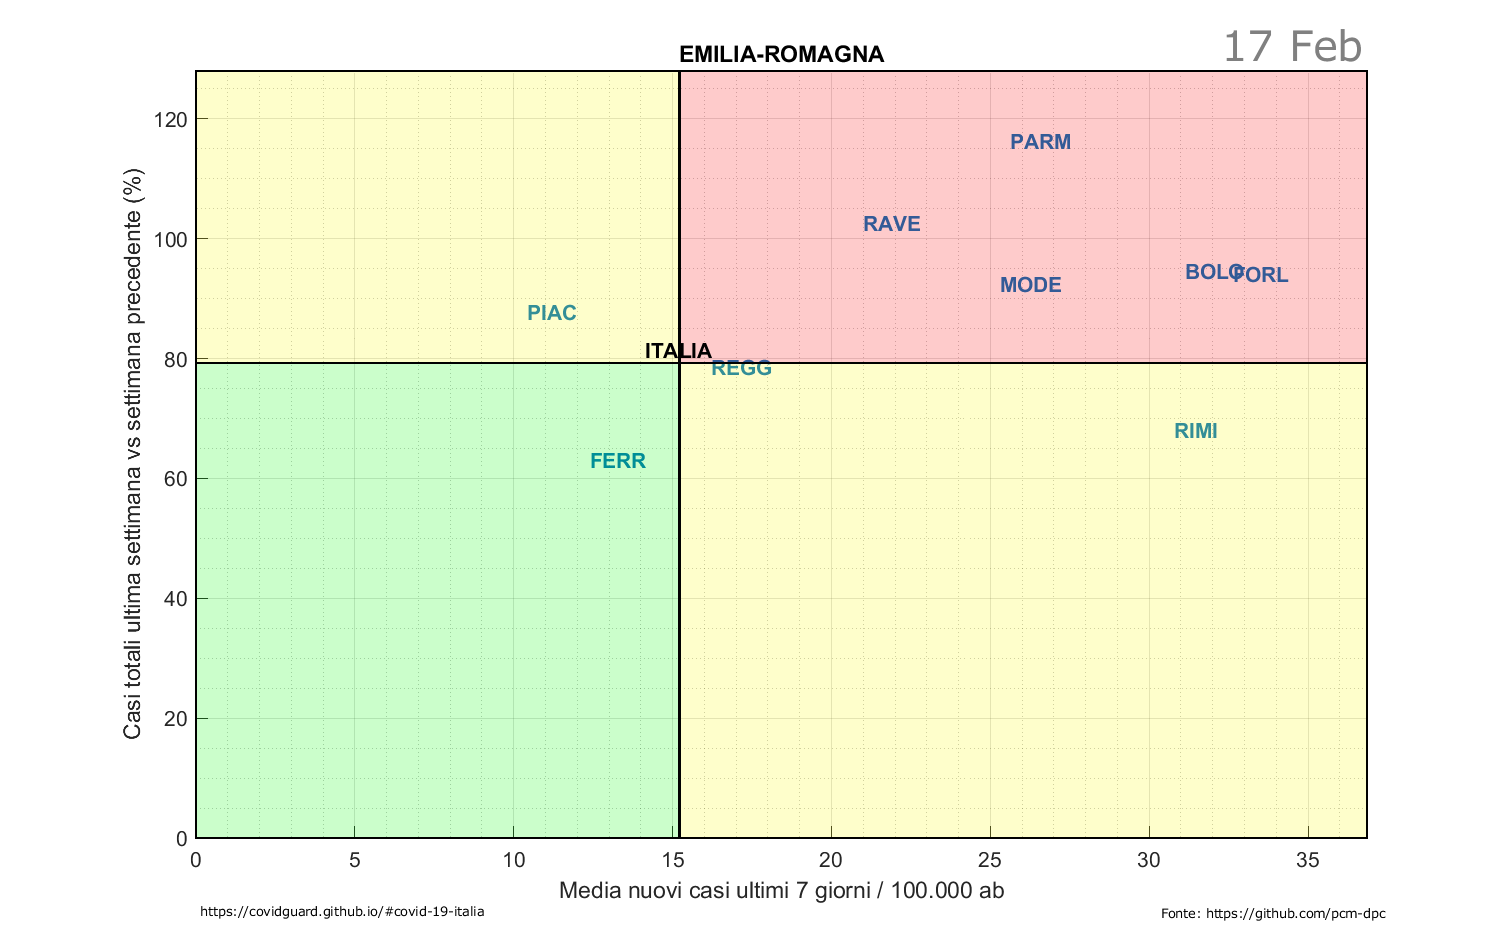 17 Feb
EMILIA-ROMAGNA
Casi totali ultima settimana vs settimana precedente (%)
120
100
80
60
40
20
0
PARM
RAVE
BOLO
FORL
MODE
PIAC
ITALIA
REGG
RIMI
FERR
0 5 10 15 20 25 30 35
Media nuovi casi ultimi 7 giorni / 100.000 ab
https://covidguard.github.io/#covid-19-italia
Fonte: https://github.com/pcm-dpc